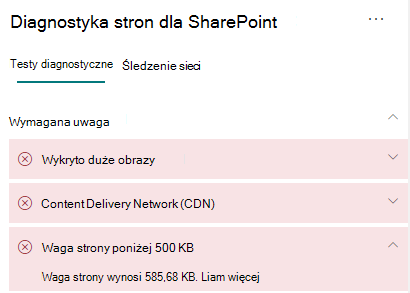 Diagnostyka stron dla SharePoint
Testy diagnostyczne Śledzenie sieci
Wymagana uwaga
Wykryto duże obrazy
Content Delivery Network (CDN)
Waga strony poniżej 500 KB
Waga strony wynosi 585,68 KB. Liam więcej